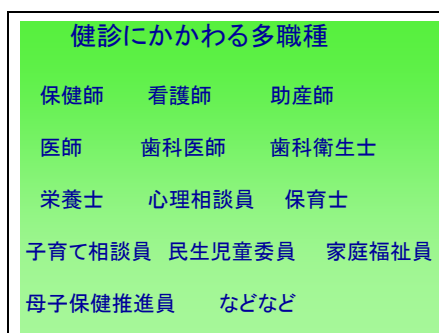 健診にかかわる多職種
保健師 看護師 助産師
医師 歯科医師 歯科衛生士
栄養士 心理相談員 保育士
子育て相談員 民生児童委員 家庭福祉員
母子保健推進員 などなど